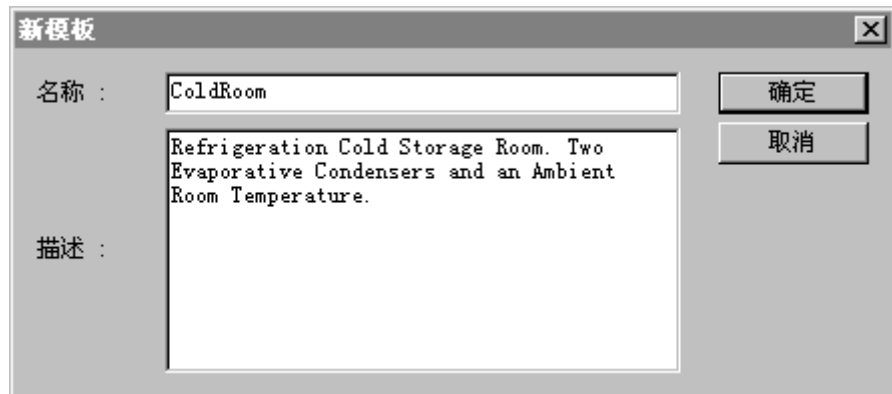 新模板
名称 :
ColdRoom
确定
取消
Refrigeration Cold Storage Room. Two
Evaporative Condensers and an Ambient
Room Temperature.
描述 :